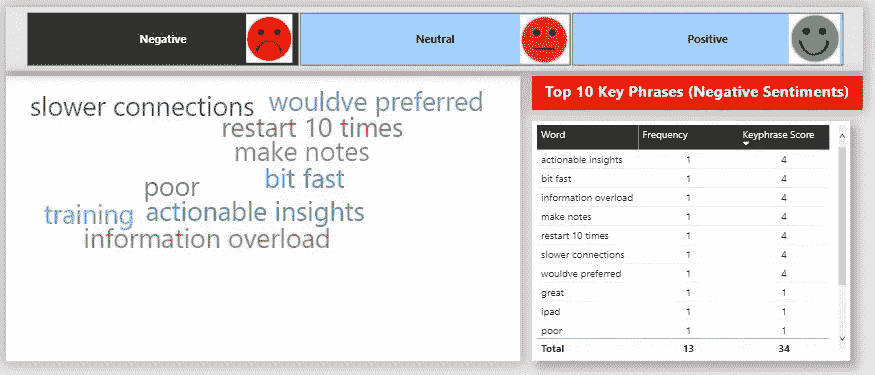 Negative
Neutral
Positive
slower connections
wouldve preferred
restart 10 times
make notes
poor
bit fast
training
actionable insights
information overload
Top 10 Key Phrases (Negative Sentiments)
Word Frequency Keyphrase Score
actionable insights 1 4
bit fast 1 4
information overload 1 4
make notes 1 4
restart 10 times 1 4
slower connections 1 4
wouldve preferred 1 4
great 1 1
ipad 1 1
poor 1 1
Total 13 34